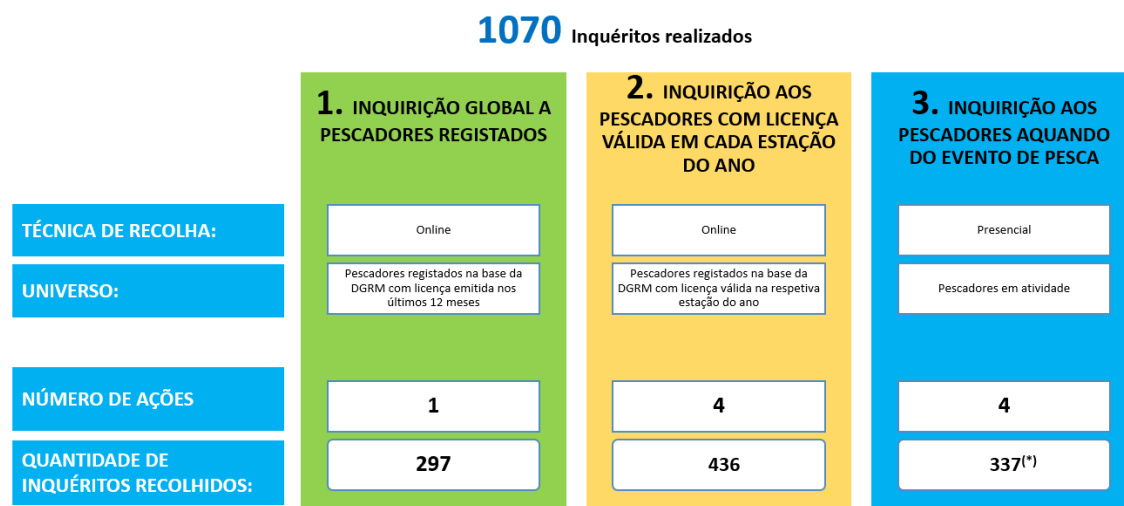 1070 Inquéritos realizados
1. INQUIRIÇÃO GLOBAL A
PESCADORES REGISTADOS
2. INQUIRIÇÃO AOS
PESCADORES COM LICENÇA
VÁLIDA EM CADA ESTAÇÃO
DO ANO
3. INQUIRIÇÃO AOS
PESCADORES AQUANDO
DO EVENTO DE PESCA
TÉCNICA DE RECOLHA:
Online
Online
Presencial
UNIVERSO:
Pescadores registados na base da
DGRM com licença emitida nos
últimos 12 meses
Pescadores registados na base da
DGRM com licença válida na respetiva
estação do ano
Pescadores em atividade
NÚMERO DE AÇÕES
1
4
4
QUANTIDADE DE
INQUÉRITOS RECOLHIDOS:
297
436
337(*)